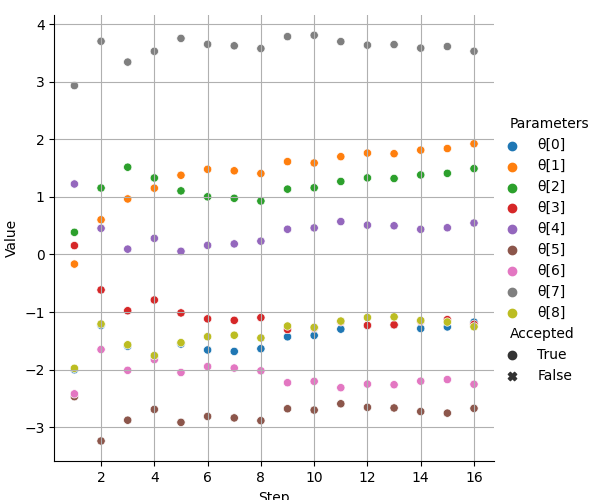 4
3
2
1
0
−1
−2
−3
Value
2 4 6 8 10 12 14 16
Step
Parameters
θ[0]
θ[1]
θ[2]
θ[3]
θ[4]
θ[5]
θ[6]
θ[7]
θ[8]
Accepted
True
False